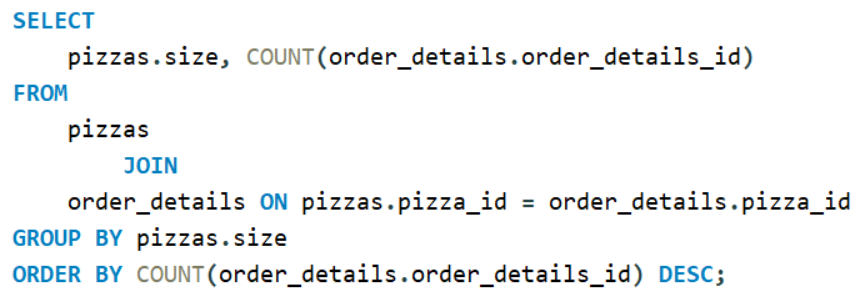 SELECT
pizzas.size, COUNT(order_details.order_details_id)
FROM
pizzas
JOIN
order_details ON pizzas.pizza_id = order_details.pizza_id
GROUP BY pizzas.size
ORDER BY COUNT(order_details.order_details_id) DESC;